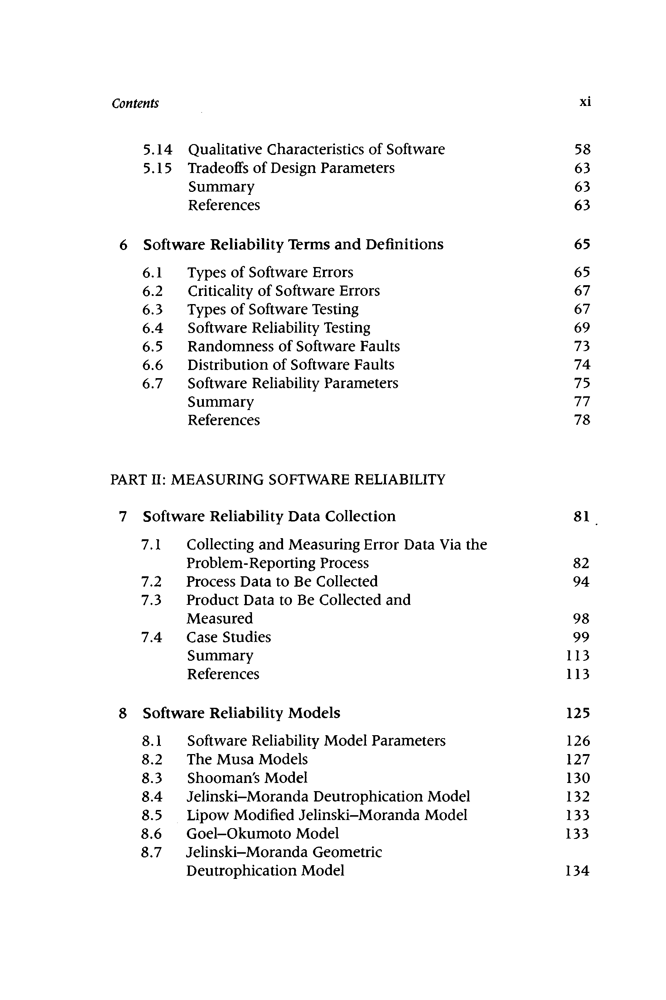 Contents xi
5.14 Qualitative Characteristics of Software 58
5.15 Tradeoffs of Design Parameters 63
Summary 63
References 63
6 Software Reliability Terms and Definitions 65
6.1 Types of Software Errors 65
6.2 Criticality of Software Errors 67
6.3 Types of Software Testing 67
6.4 Software Reliability Testing 69
6.5 Randomness of Software Faults 73
6.6 Distribution of Software Faults 74
6.7 Software Reliability Parameters 75
Summary 77
References 78
PART II: MEASURING SOFTWARE RELIABILITY
7 Software Reliability Data Collection 81
7.1 Collecting and Measuring Error Data Via the
Problem-Reporting Process 82
7.2 Process Data to Be Collected 94
7.3 Product Data to Be Collected and
Measured 98
7.4 Case Studies 99
Summary 113
References 113
8 Software Reliability Models 125
8.1 Software Reliability Model Parameters 126
8.2 The Musa Models 127
8.3 Shooman's Model 130
8.4 Jelinski–Moranda Deutrophication Model 132
8.5 Lipow Modified Jelinski–Moranda Model 133
8.6 Goel–Okumoto Model 133
8.7 Jelinski–Moranda Geometric
Deutrophication Model 134